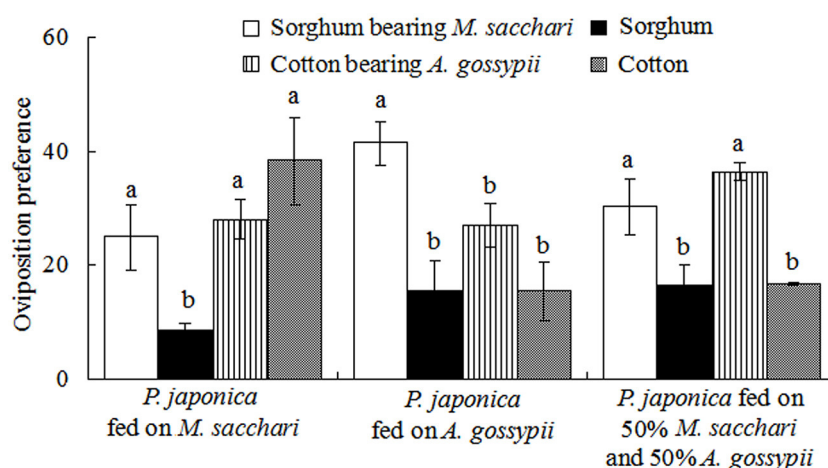 Sorghum bearing M. sacchari Sorghum
Cotton bearing A. gossypii Cotton
60
40
20
0
Oviposition preference
a
b
a
a
a
b
b
b
a
b
a
b
P. japonica
fed on M. sacchari
P. japonica
fed on A. gossypii
P. japonica fed on
50% M. sacchari
and 50% A. gossypii